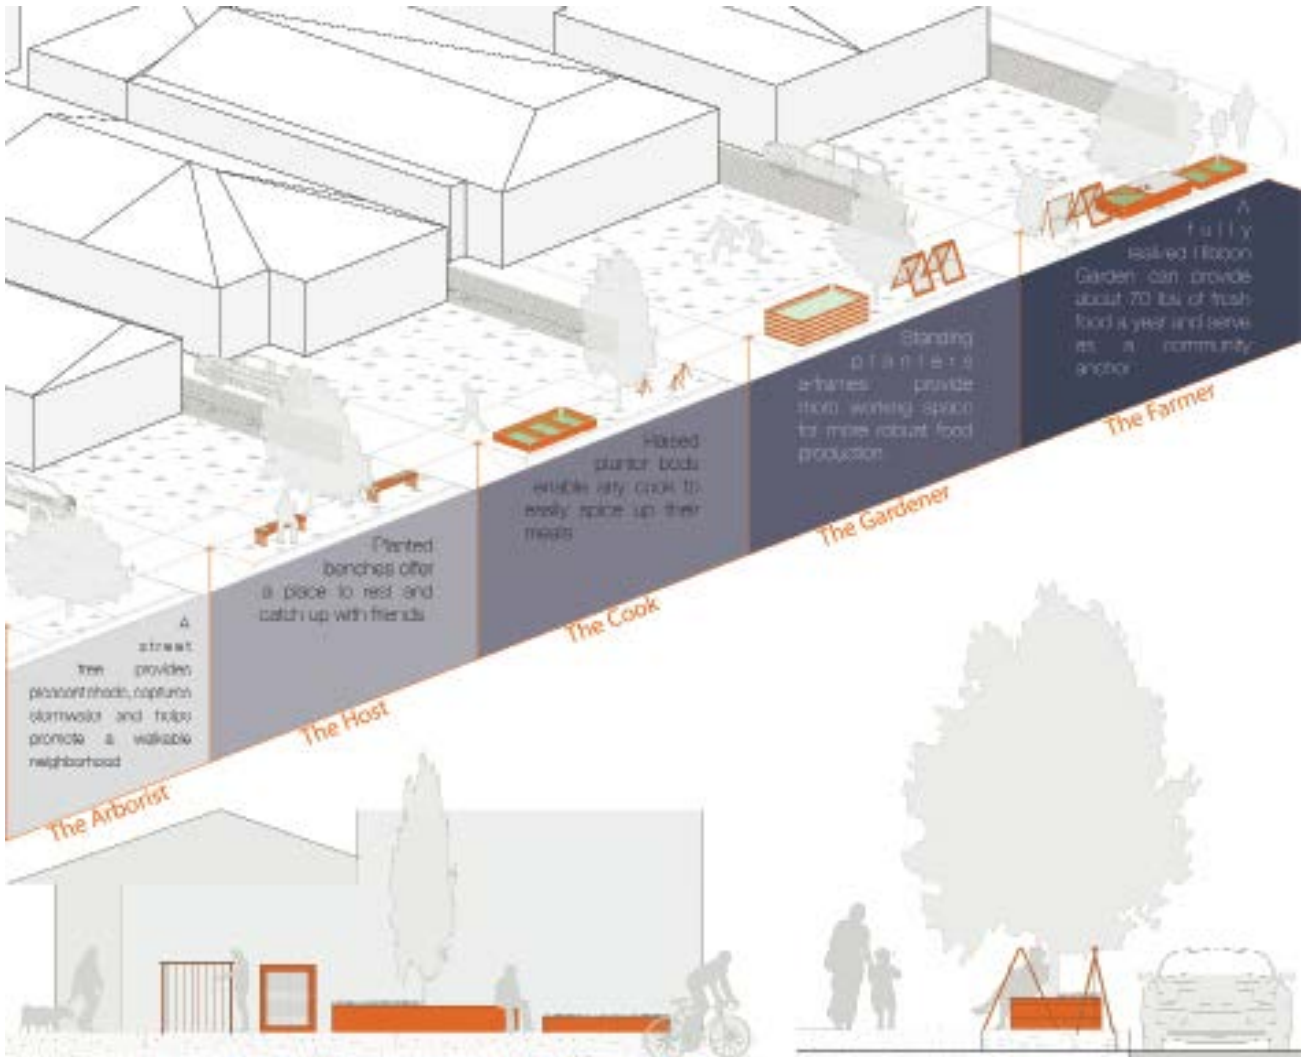 A
street
tree provides
pleasant shade, captures
stormwater and helps
promote a walkable
neighborhood
The Arborist
Planted
benches offer
a place to rest and
catch up with friends
The Host
Raised
planter beds
enable any cook to
easily spice up their
meals
The Cook
Standing
planters
a-frames provide
more working space
for more robust food
production
The Gardener
A
fully
realized Ribbon
Garden can provide
about 70 lbs of fresh
food a year and serve
as a community
anchor
The Farmer